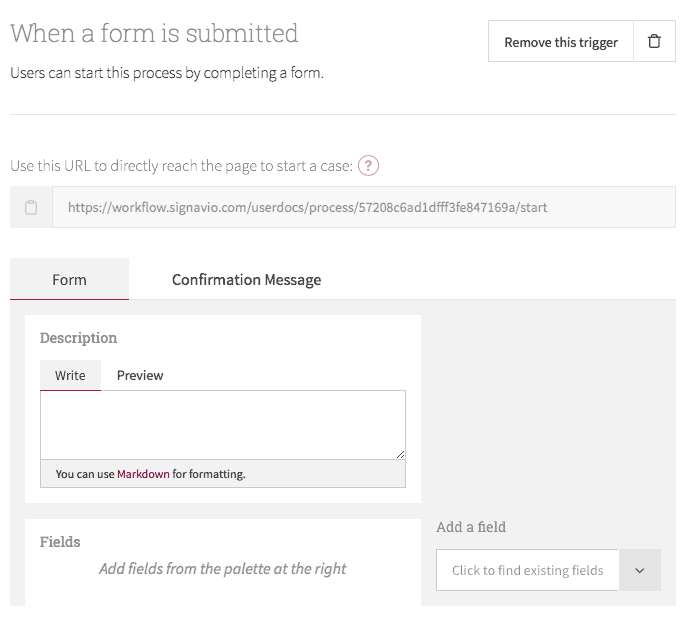 When a form is submitted
Remove this trigger
Users can start this process by completing a form.
Use this URL to directly reach the page to start a case: ?
https://workflow.signavio.com/userdocs/process/57208c6ad1dfff3fe847169a/start
Form
Confirmation Message
Description
Write
Preview
You can use Markdown for formatting.
Fields
Add fields from the palette at the right
Add a field
Click to find existing fields